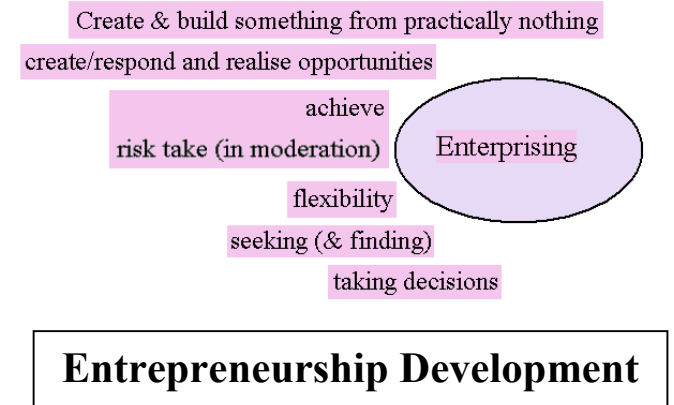 Create & build something from practically nothing
create/respond and realise opportunities
achieve
risk take (in moderation)
Enterprising
flexibility
seeking (& finding)
taking decisions
Entrepreneurship Development